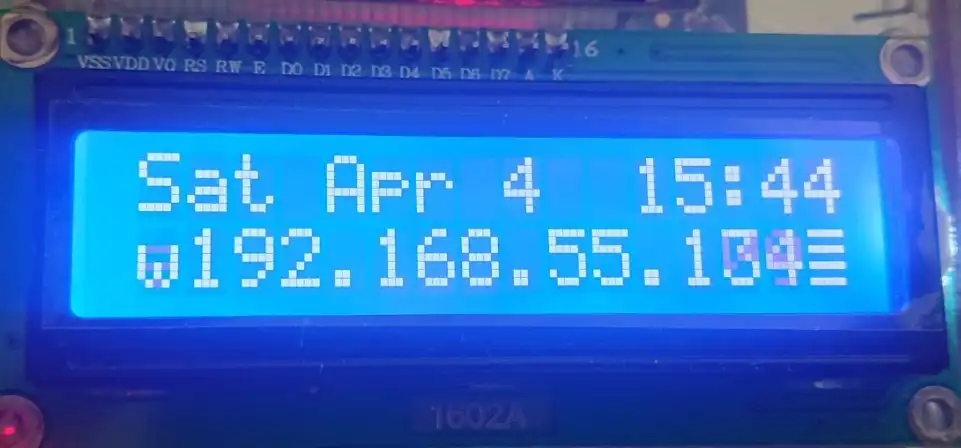 1 16
VSS VDD VO RS RW E D0 D1 D2 D3 D4 D5 D6 D7 A K
Sat Apr 4 15:44
192.168.55.104
1602A